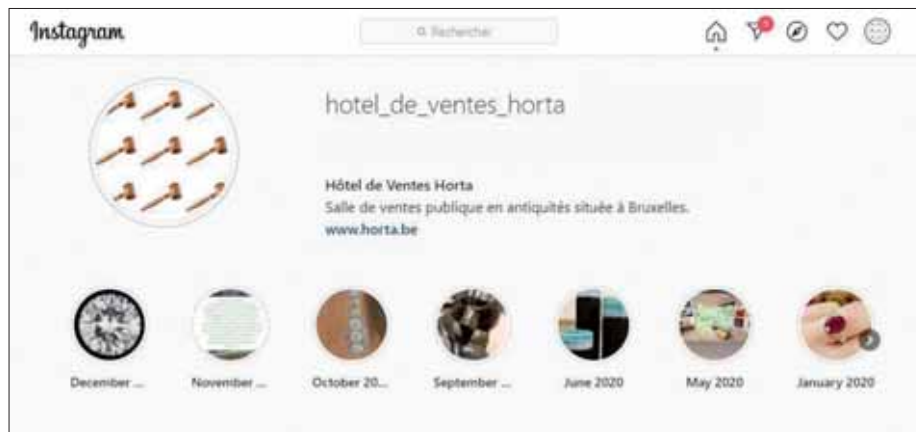 Instagram
Rechercher
hotel_de_ventes_horta
Hôtel de Ventes Horta
Salle de ventes publique en antiquités située à Bruxelles.
www.horta.be
December ...
November ...
October 20...
September ...
June 2020
May 2020
January 2020